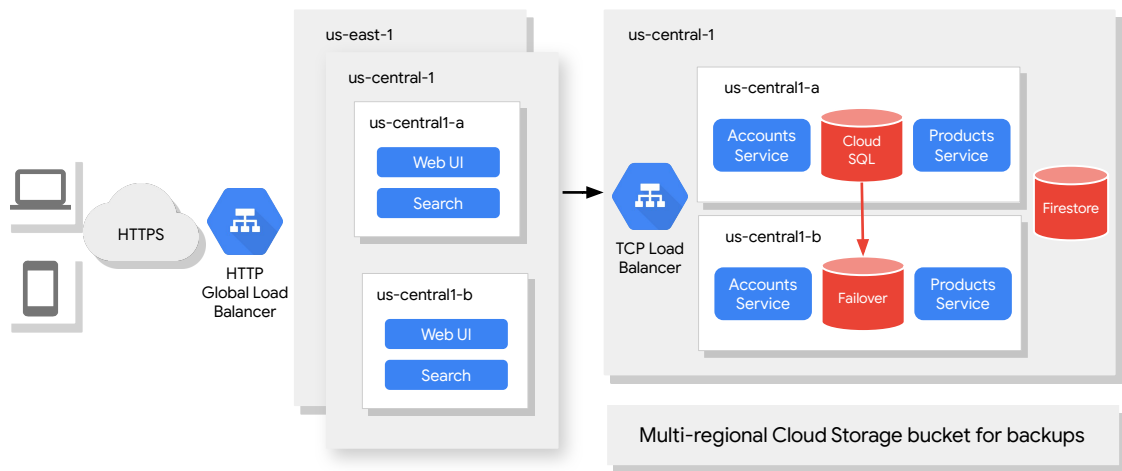 us-east-1
us-central-1
us-central1-a
Web UI
Search
us-central1-b
Web UI
Search
HTTPS
HTTP
Global Load
Balancer
us-central-1
TCP Load
Balancer
us-central1-a
Accounts
Service
Cloud
SQL
Products
Service
us-central1-b
Accounts
Service
Failover
Products
Service
Firestore
Multi-regional Cloud Storage bucket for backups